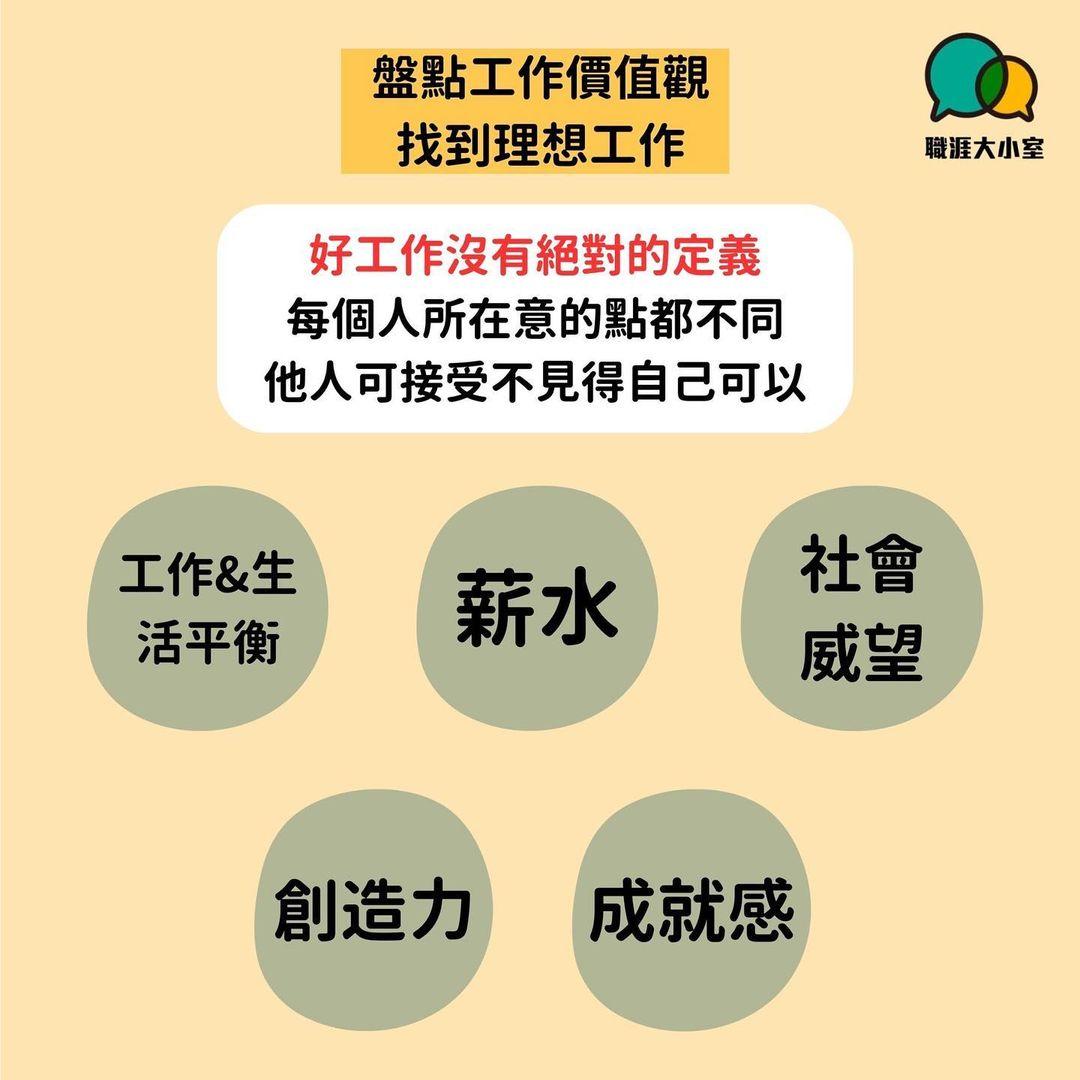 盤點工作價值觀
找到理想工作
職涯大小室
好工作沒有絕對的定義
每個人所在意的點都不同
他人可接受不見得自己可以
工作&生
活平衡
薪水
社會
威望
創造力
成就感